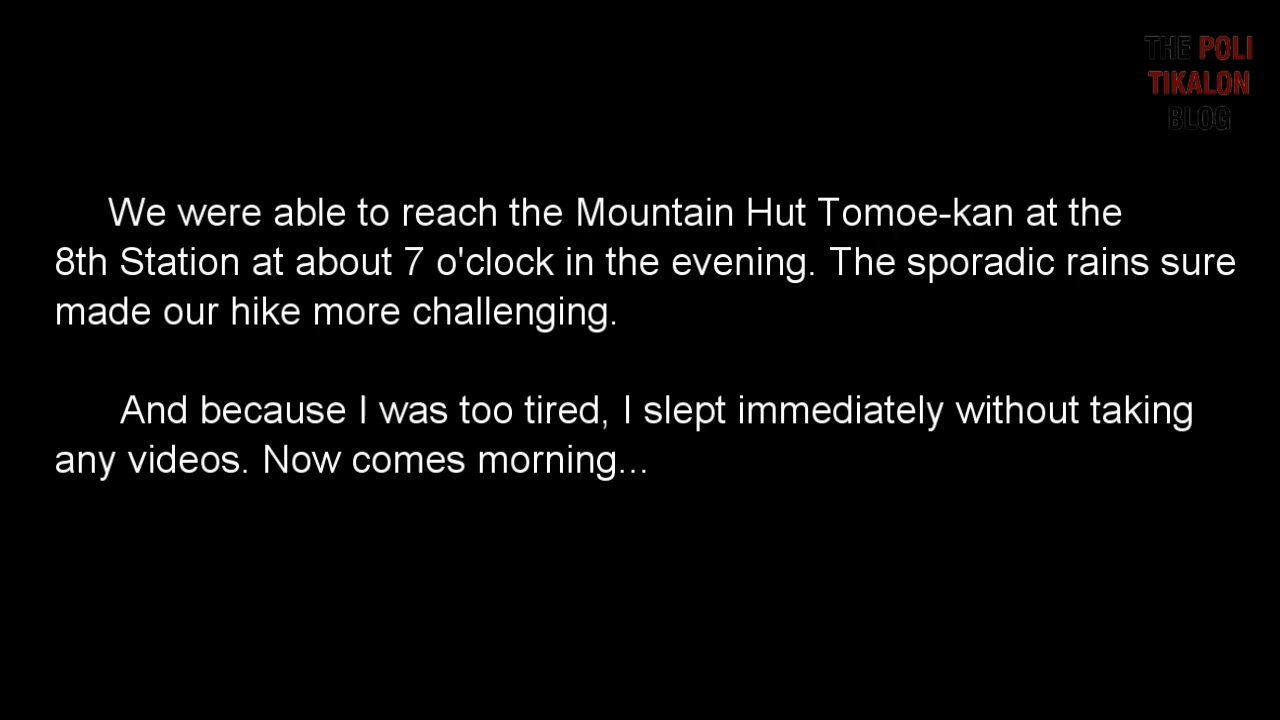 THE POLI
TIKALON
BLOG
We were able to reach the Mountain Hut Tomoe-kan at the
8th Station at about 7 o'clock in the evening. The sporadic rains sure
made our hike more challenging.
And because I was too tired, I slept immediately without taking
any videos. Now comes morning...